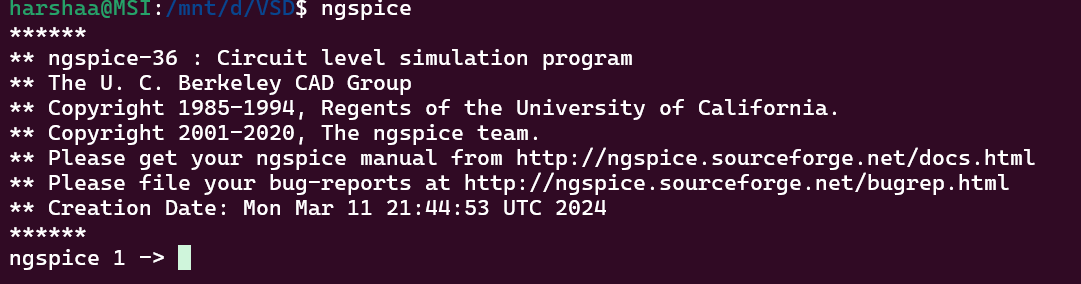 harshaa@MSI:/mnt/d/VSD$ ngspice
******
** ngspice-36 : Circuit level simulation program
** The U. C. Berkeley CAD Group
** Copyright 1985-1994, Regents of the University of California.
** Copyright 2001-2020, The ngspice team.
** Please get your ngspice manual from http://ngspice.sourceforge.net/docs.html
** Please file your bug-reports at http://ngspice.sourceforge.net/bugrep.html
** Creation Date: Mon Mar 11 21:44:53 UTC 2024
******
ngspice 1 ->